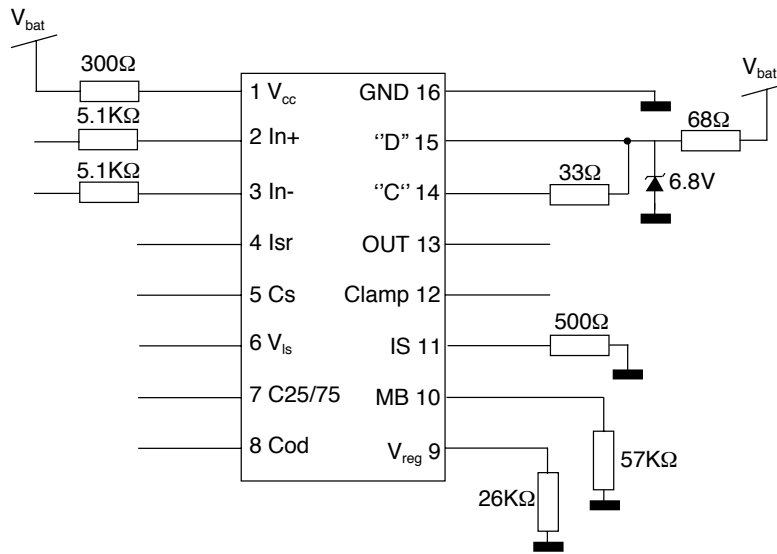 V_bat
300Ω
1 V_cc
GND 16
V_bat
5.1KΩ
2 In+
‘’D’’ 15
68Ω
5.1KΩ
3 In-
‘’C‘’ 14
33Ω
6.8V
4 Isr
OUT 13
5 Cs
Clamp 12
6 V_Is
IS 11
500Ω
7 C25/75
MB 10
8 Cod
V_reg 9
57KΩ
26KΩ